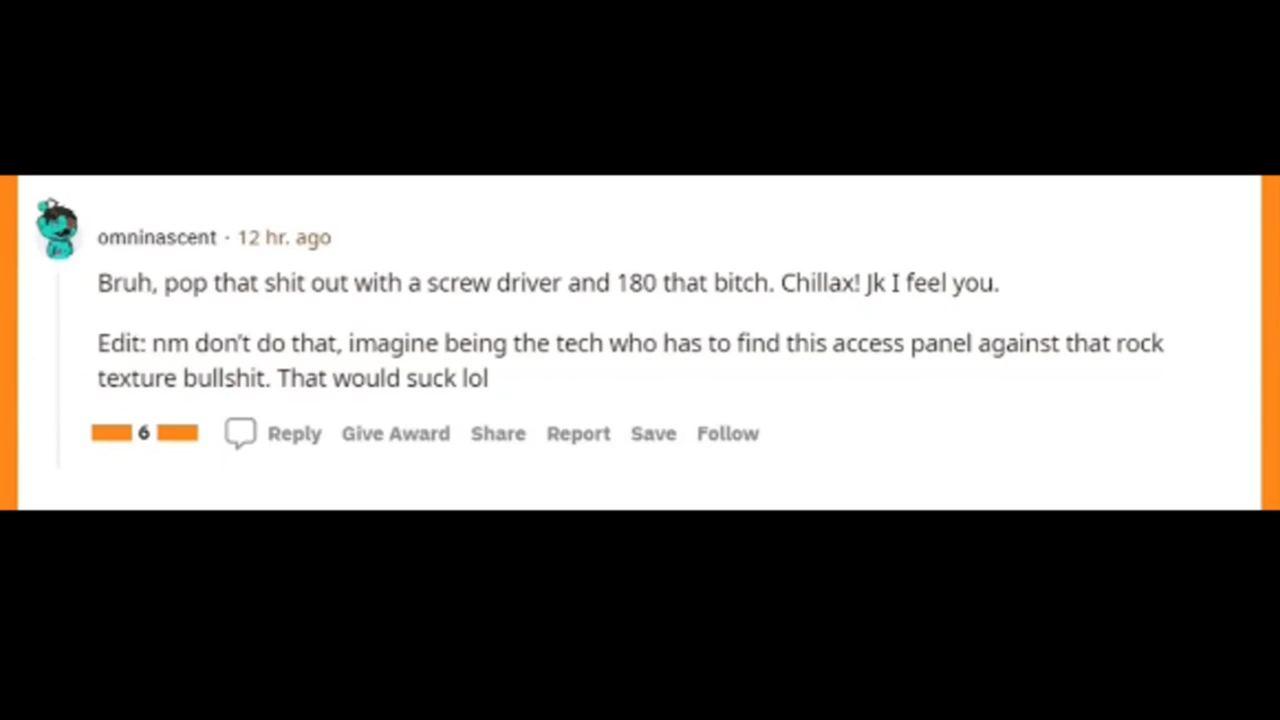 omninascent · 12 hr. ago
Bruh, pop that shit out with a screw driver and 180 that bitch. Chillax! Jk I feel you.
Edit: nm don't do that, imagine being the tech who has to find this access panel against that rock
texture bullshit. That would suck lol
6 Reply Give Award Share Report Save Follow